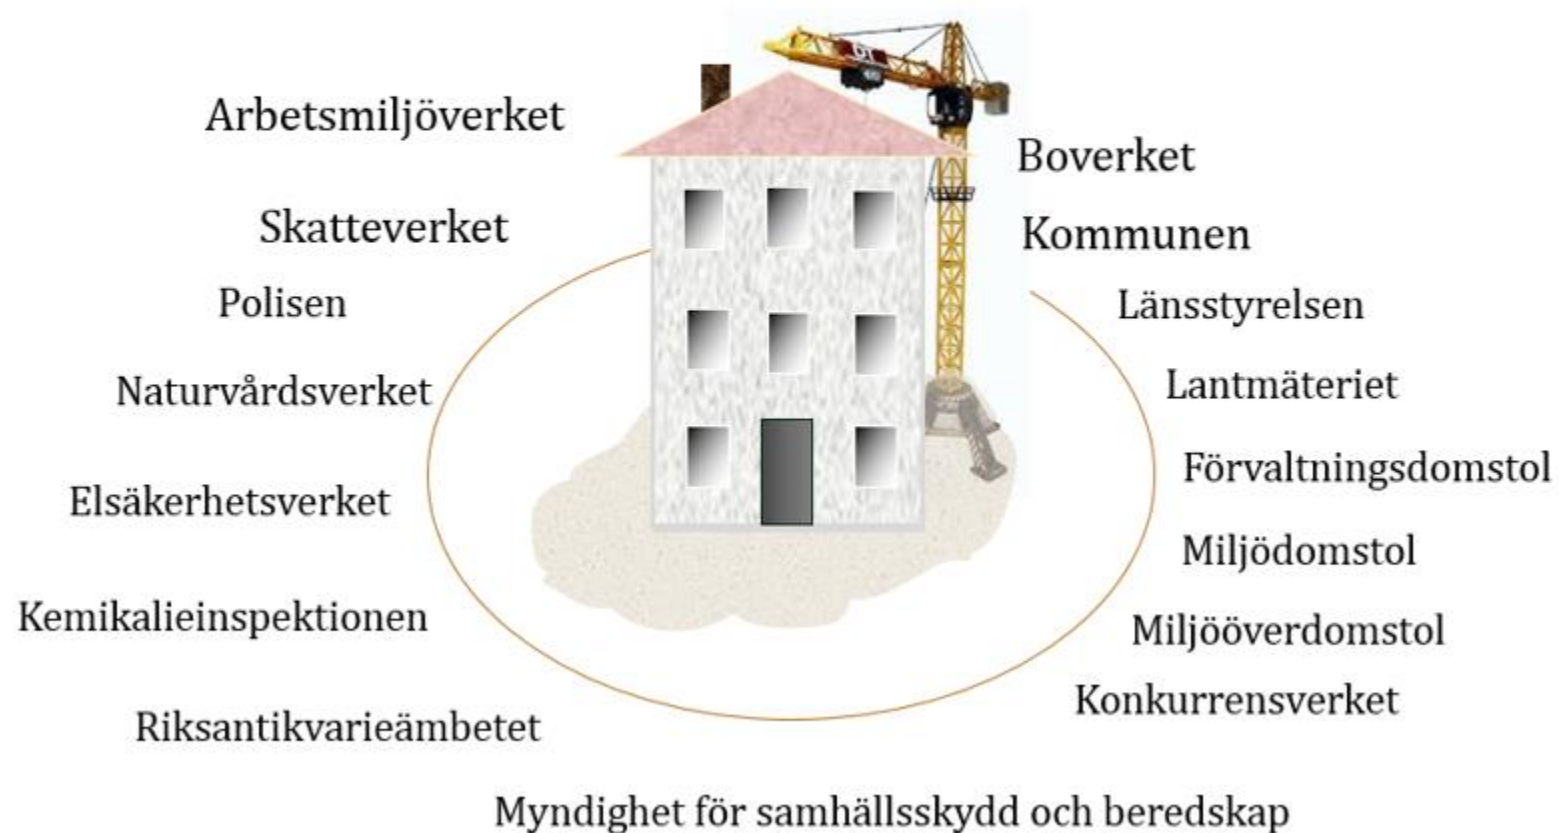 Arbetsmiljöverket
Boverket
Skatteverket
Kommunen
Polisen
Länsstyrelsen
Naturvårdsverket
Lantmäteriet
Förvaltningsdomstol
Elsäkerhetsverket
Miljödomstol
Kemikalieinspektionen
Miljööverdomstol
Konkurrensverket
Riksantikvarieämbetet
Myndighet för samhällsskydd och beredskap